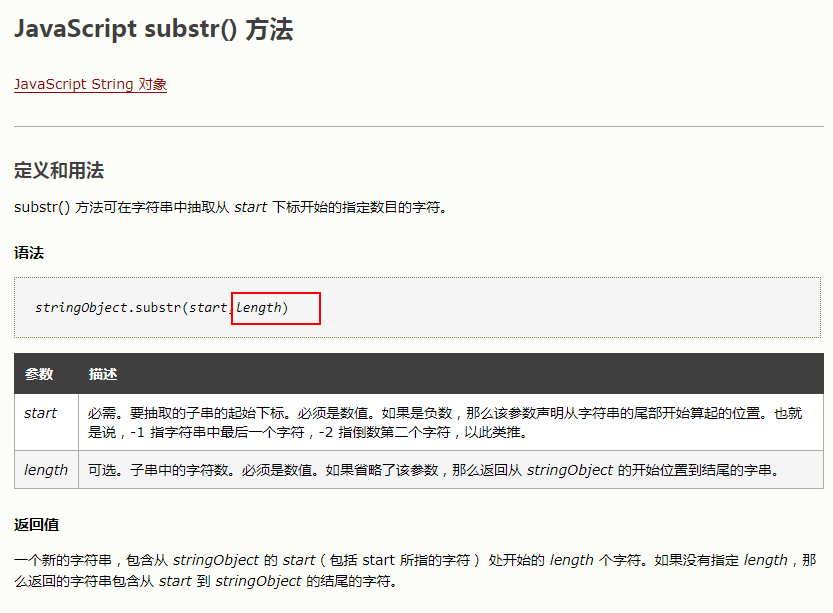 JavaScript substr() 方法
JavaScript String 对象
定义和用法
substr() 方法可在字符串中抽取从 start 下标开始的指定数目的字符。
语法
stringObject.substr(start,length)
参数 描述
start 必需。要抽取的子串的起始下标。必须是数值。如果是负数，那么该参数声明从字符串的尾部开始算起的位置。也就
是说，-1 指字符串中最后一个字符，-2 指倒数第二个字符，以此类推。
length 可选。子串中的字符数。必须是数值。如果省略了该参数，那么返回从 stringObject 的开始位置到结尾的字串。
返回值
一个新的字符串，包含从 stringObject 的 start（包括 start 所指的字符） 处开始的 length 个字符。如果没有指定 length，那
么返回的字符串包含从 start 到 stringObject 的结尾的字符。